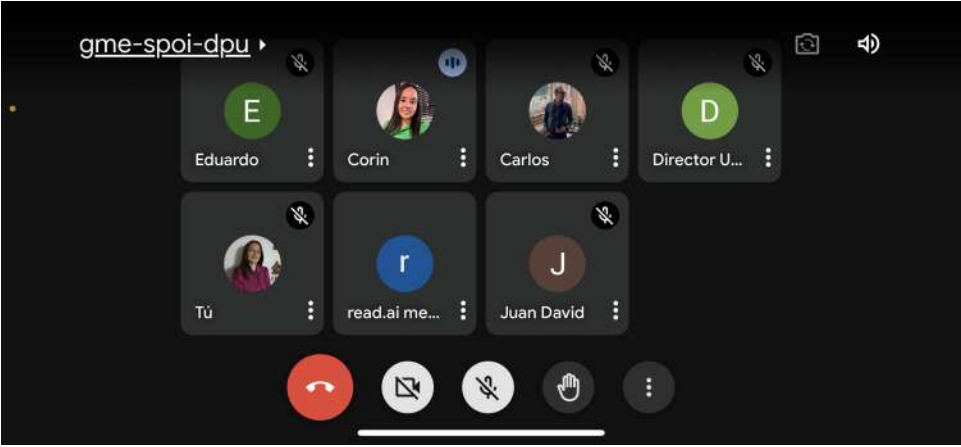 gme-spoi-dpu
E
Eduardo
Corin
Carlos
D
Director U...
Tú
r
read.ai me...
J
Juan David